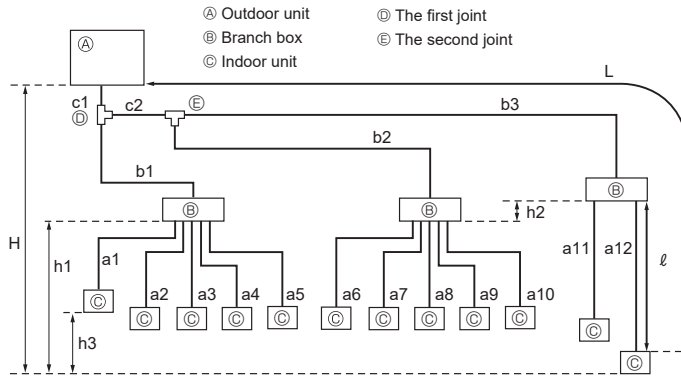 Ⓐ Outdoor unit
Ⓑ Branch box
Ⓒ Indoor unit
Ⓓ The first joint
Ⓔ The second joint
Ⓐ
L
c1 c2 Ⓔ b3
Ⓓ
b2
b1
Ⓑ Ⓑ Ⓑ
h2
H h1 a1 a11 a12 ℓ
a2 a3 a4 a5 a6 a7 a8 a9 a10
Ⓒ
Ⓒ Ⓒ Ⓒ Ⓒ Ⓒ Ⓒ Ⓒ Ⓒ Ⓒ
Ⓒ
h3
Ⓒ